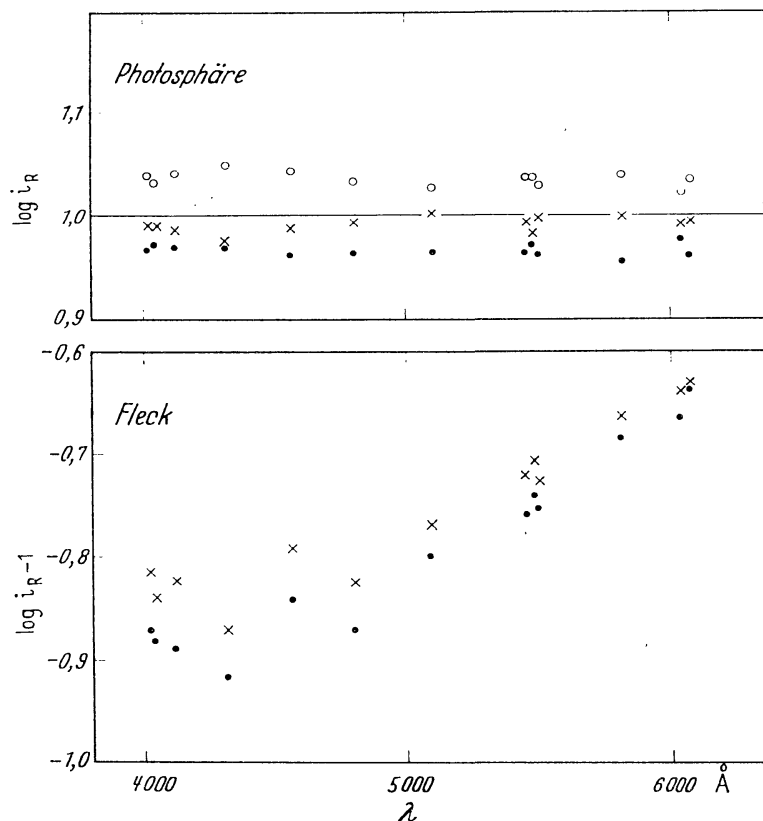 Photosphäre
1,1
1,0
0,9
log i_R
-0,6
Fleck
-0,7
-0,8
-0,9
-1,0
log i_R-1
4000 5000 6000 Å
λ